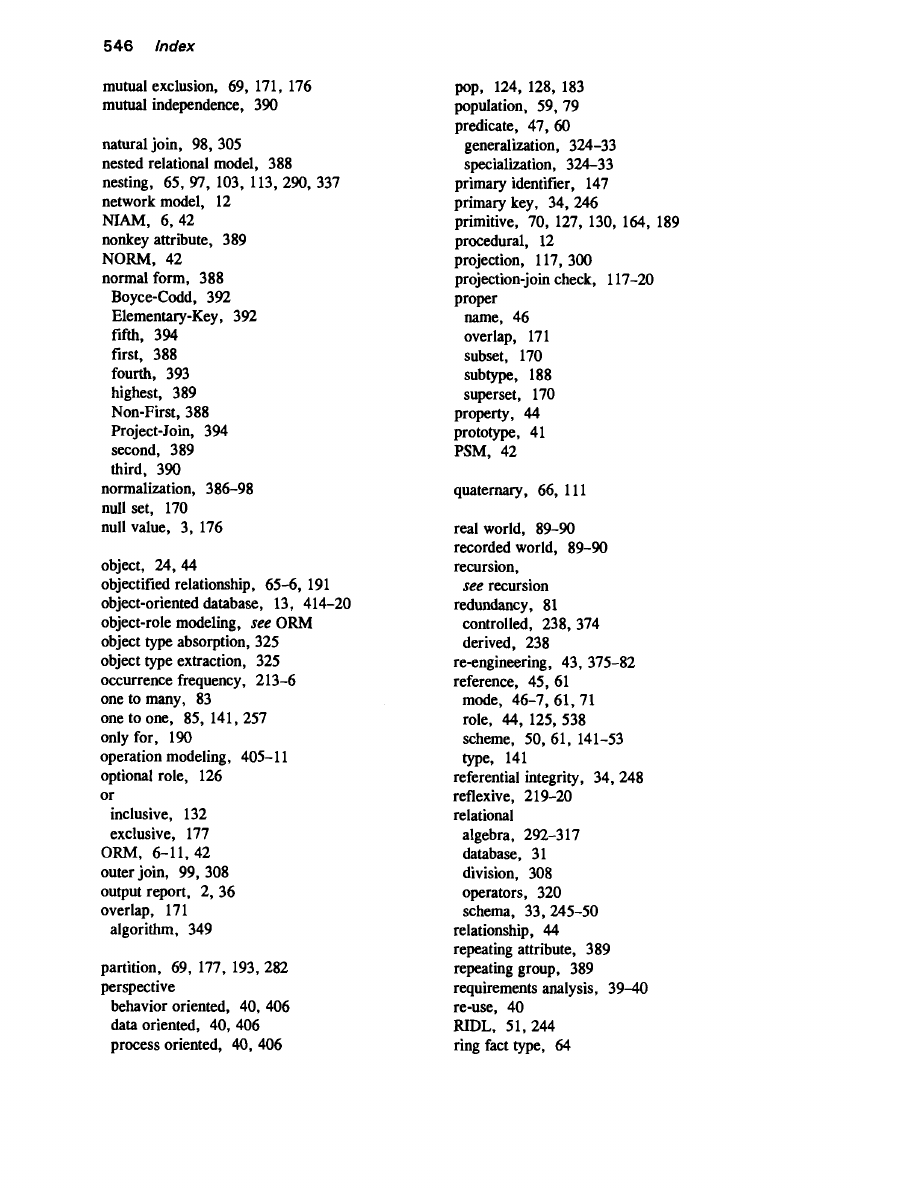 546 Index
mutual exclusion, 69, 171, 176
mutual independence, 390
natural join, 98, 305
nested relational model, 388
nesting, 65, 97, 103, 113, 290, 337
network model, 12
NIAM, 6, 42
nonkey attribute, 389
NORM, 42
normal form, 388
Boyce-Codd, 392
Elementary-Key, 392
fifth, 394
first, 388
fourth, 393
highest, 389
Non-First, 388
Project-Join, 394
second, 389
third, 390
normalization, 386–98
null set, 170
null value, 3, 176
object, 24, 44
objectified relationship, 65–6, 191
object-oriented database, 13, 414–20
object-role modeling, see ORM
object type absorption, 325
object type extraction, 325
occurrence frequency, 213–6
one to many, 83
one to one, 85, 141, 257
only for, 190
operation modeling, 405–11
optional role, 126
or
inclusive, 132
exclusive, 177
ORM, 6–11, 42
outer join, 99, 308
output report, 2, 36
overlap, 171
algorithm, 349
partition, 69, 177, 193, 282
perspective
behavior oriented, 40, 406
data oriented, 40, 406
process oriented, 40, 406
pop, 124, 128, 183
population, 59, 79
predicate, 47, 60
generalization, 324–33
specialization, 324–33
primary identifier, 147
primary key, 34, 246
primitive, 70, 127, 130, 164, 189
procedural, 12
projection, 117, 300
projection-join check, 117–20
proper
name, 46
overlap, 171
subset, 170
subtype, 188
superset, 170
property, 44
prototype, 41
PSM, 42
quaternary, 66, 111
real world, 89–90
recorded world, 89–90
recursion,
see recursion
redundancy, 81
controlled, 238, 374
derived, 238
re-engineering, 43, 375–82
reference, 45, 61
mode, 46–7, 61, 71
role, 44, 125, 538
scheme, 50, 61, 141–53
type, 141
referential integrity, 34, 248
reflexive, 219–20
relational
algebra, 292–317
database, 31
division, 308
operators, 320
schema, 33, 245–50
relationship, 44
repeating attribute, 389
repeating group, 389
requirements analysis, 39–40
re-use, 40
RIDL, 51, 244
ring fact type, 64